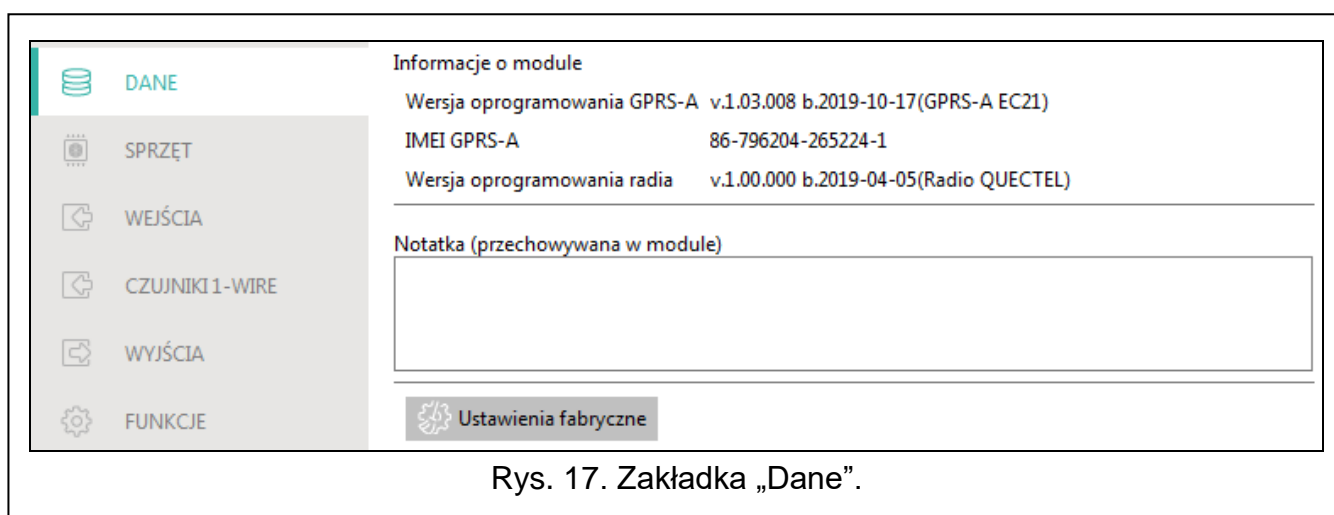 DANE
SPRZĘT
WEJŚCIA
CZUJNIKI 1-WIRE
WYJŚCIA
FUNKCJE
Informacje o module
Wersja oprogramowania GPRS-A v.1.03.008 b.2019-10-17(GPRS-A EC21)
IMEI GPRS-A 86-796204-265224-1
Wersja oprogramowania radia v.1.00.000 b.2019-04-05(Radio QUECTEL)
Notatka (przechowywana w module)
Ustawienia fabryczne
Rys. 17. Zakładka „Dane”.